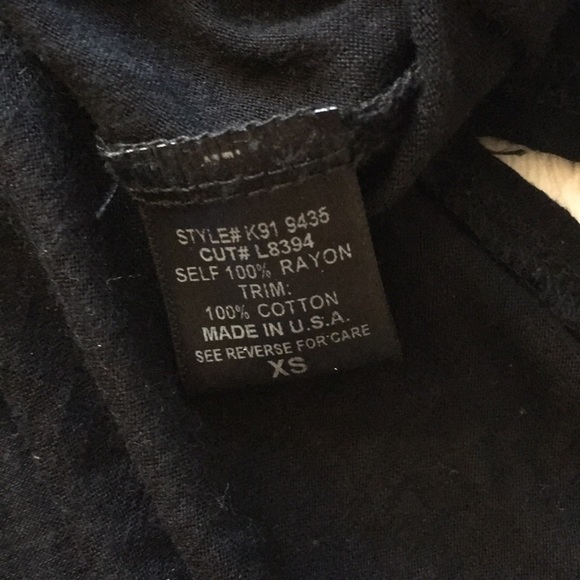 STYLE# K91 9435
CUT# L8394
SELF 100% RAYON
TRIM:
100% COTTON
MADE IN U.S.A.
SEE REVERSE FOR CARE
XS